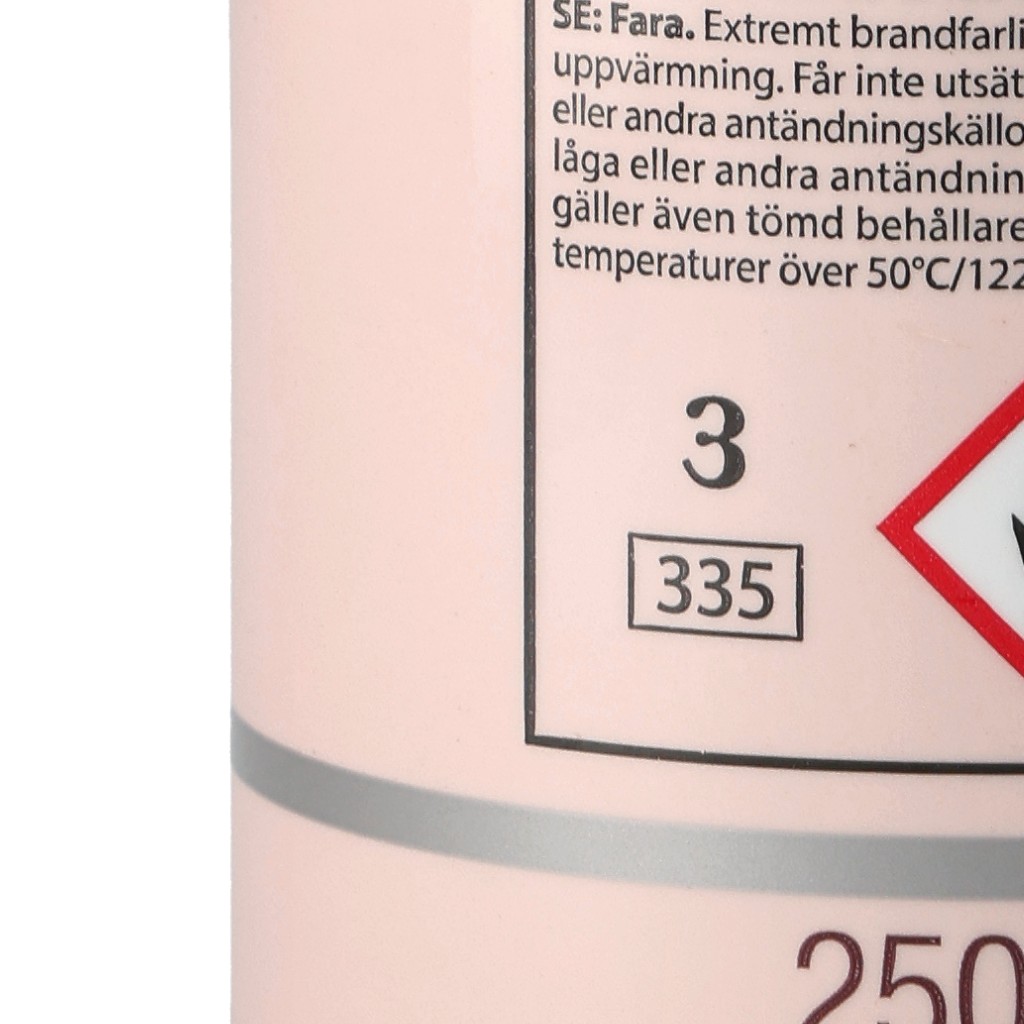 SE: Fara. Extremt brandfarli
uppvärmning. Får inte utsät
eller andra antändningskällo
låga eller andra antändnin
gäller även tömd behållare
temperaturer över 50°C/122
3
335
250